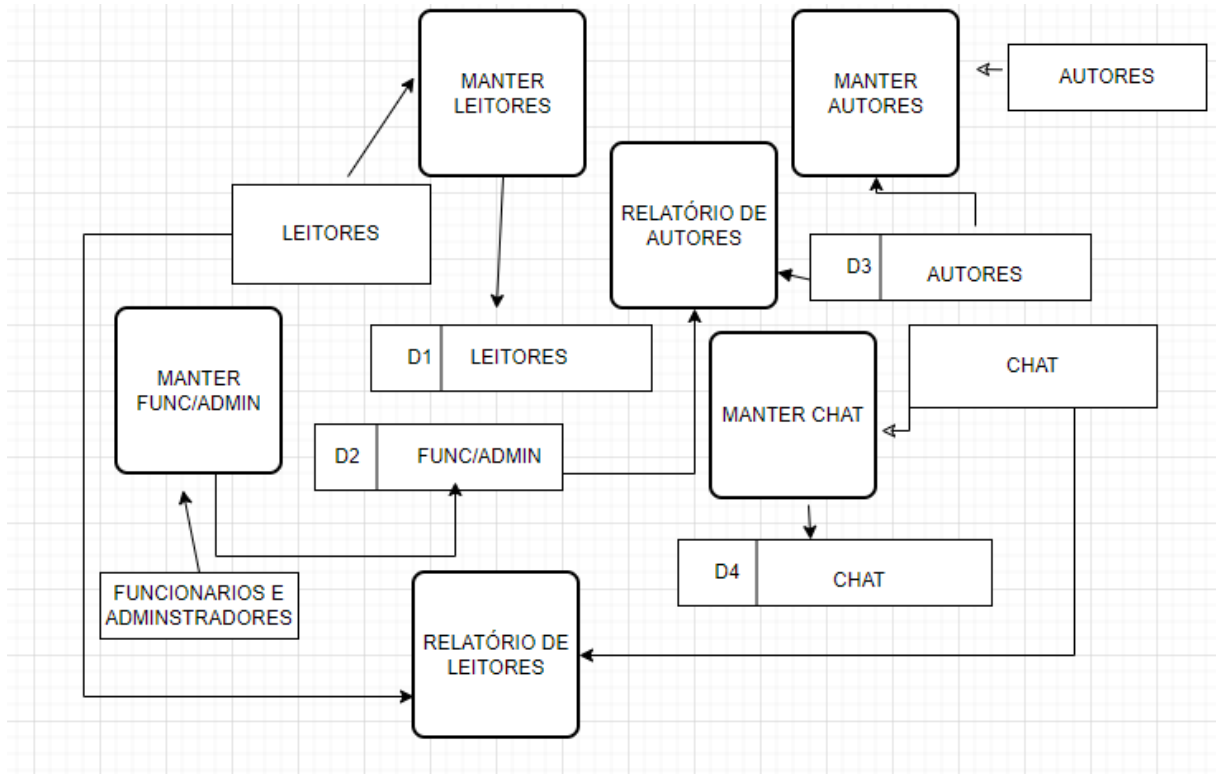 MANTER
LEITORES
MANTER
AUTORES
AUTORES
LEITORES
RELATÓRIO DE
AUTORES
D3
AUTORES
MANTER
FUNC/ADMIN
D1
LEITORES
CHAT
MANTER CHAT
D2
FUNC/ADMIN
D4
CHAT
FUNCIONARIOS E
ADMINSTRADORES
RELATÓRIO DE
LEITORES